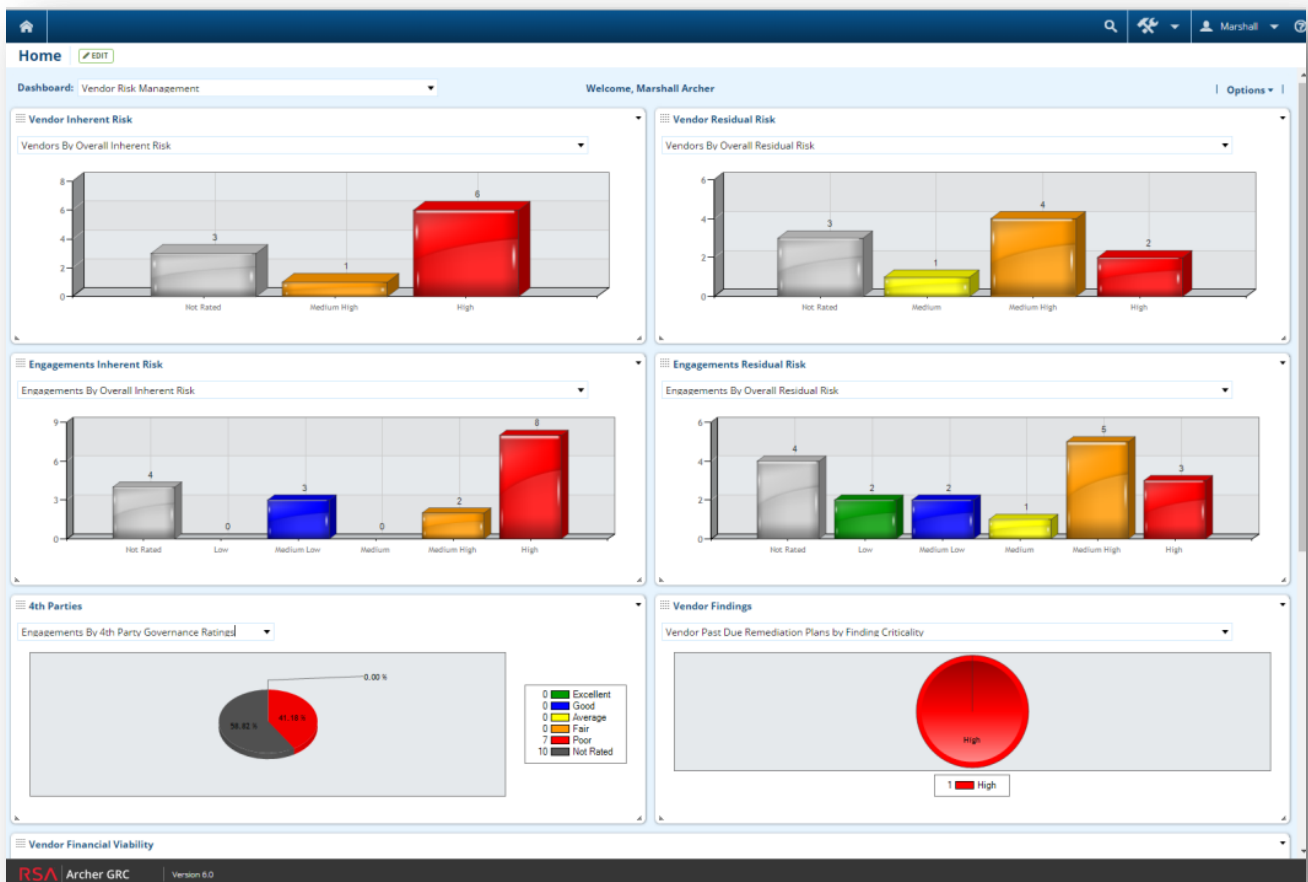 Marshall
Home EDIT
Dashboard: Vendor Risk Management Welcome, Marshall Archer | Options |
Vendor Inherent Risk
Vendors By Overall Inherent Risk
8
6
4
2
0
3
1
6
Not Rated Medium High High
Vendor Residual Risk
Vendors By Overall Residual Risk
6
4
2
0
3
1
4
2
Not Rated Medium Medium High High
Engagements Inherent Risk
Engagements By Overall Inherent Risk
9
6
3
0
4
0
3
0
2
8
Not Rated Low Medium Low Medium Medium High High
Engagements Residual Risk
Engagements By Overall Residual Risk
6
4
2
0
4
2
2
1
5
3
Not Rated Low Medium Low Medium Medium High High
4th Parties
Engagements By 4th Party Governance Ratings
0.00 %
58.82 % 41.18 %
0 Excellent
0 Good
0 Average
0 Fair
7 Poor
10 Not Rated
Vendor Findings
Vendor Past Due Remediation Plans by Finding Criticality
High
1 High
Vendor Financial Viability
RSA Archer GRC Version 6.0